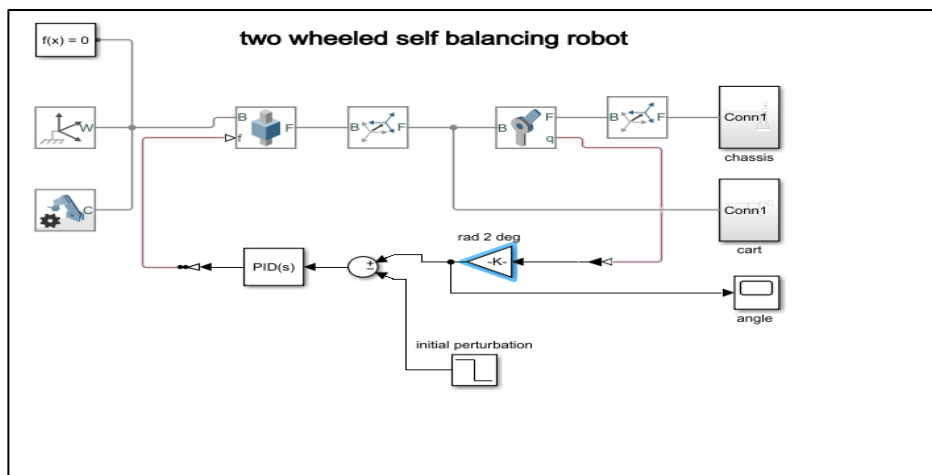 two wheeled self balancing robot
f(x) = 0
W
B
f
F
B
F
B
F
q
B
F
Conn1
chassis
C
Conn1
cart
rad 2 deg
PID(s)
+
-
-K-
angle
initial perturbation